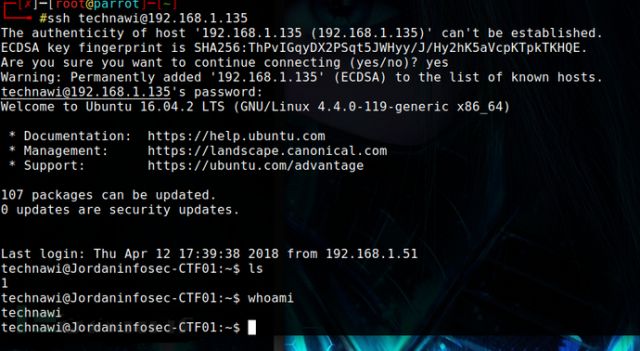 [✗]─[root@parrot]─[~]
#ssh technawi@192.168.1.135
The authenticity of host '192.168.1.135 (192.168.1.135)' can't be established.
ECDSA key fingerprint is SHA256:ThPvIGqyDX2PSqt5JWHyy/J/Hy2hK5aVcpKTpkTKHQE.
Are you sure you want to continue connecting (yes/no)? yes
Warning: Permanently added '192.168.1.135' (ECDSA) to the list of known hosts.
technawi@192.168.1.135's password:
Welcome to Ubuntu 16.04.2 LTS (GNU/Linux 4.4.0-119-generic x86_64)
* Documentation:  https://help.ubuntu.com
* Management:     https://landscape.canonical.com
* Support:        https://ubuntu.com/advantage
107 packages can be updated.
0 updates are security updates.
Last login: Thu Apr 12 17:39:38 2018 from 192.168.1.51
technawi@Jordaninfosec-CTF01:~$ ls
1
technawi@Jordaninfosec-CTF01:~$ whoami
technawi
technawi@Jordaninfosec-CTF01:~$